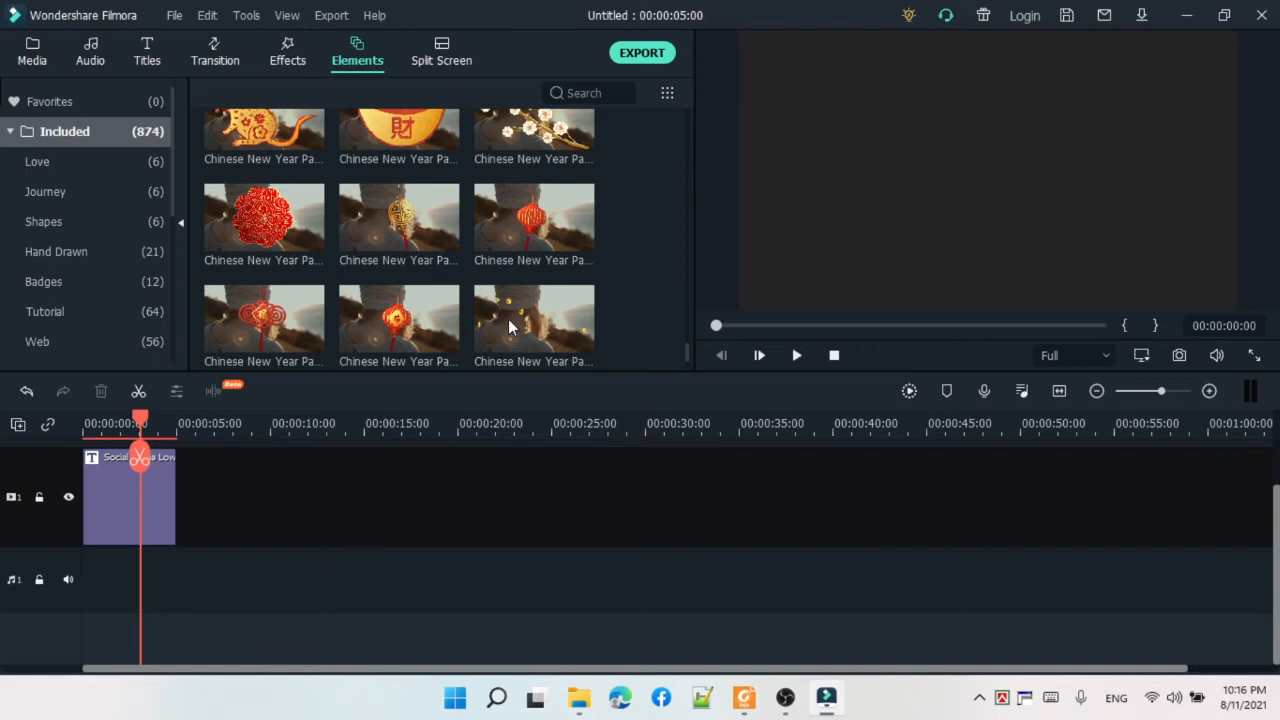 Wondershare Filmora File Edit Tools View Export Help Untitled : 00:00:05:00 Login
Media Audio Titles Transition Effects Elements Split Screen EXPORT
Favorites (0) Search
Included (874)
财
Love (6) Chinese New Year Pa... Chinese New Year Pa... Chinese New Year Pa...
Journey (6)
Shapes (6)
Hand Drawn (21) Chinese New Year Pa... Chinese New Year Pa... Chinese New Year Pa...
Badges (12)
Tutorial (64)
{ } 00:00:00:00
Web (56)
Full
Chinese New Year Pa... Chinese New Year Pa... Chinese New Year Pa...
Beta
00:00:00:00 00:00:05:00 00:00:10:00 00:00:15:00 00:00:20:00 00:00:25:00 00:00:30:00 00:00:35:00 00:00:40:00 00:00:45:00 00:00:50:00 00:00:55:00 00:01:00:00
T Social
Low
1
1
ENG 10:16 PM
8/11/2021